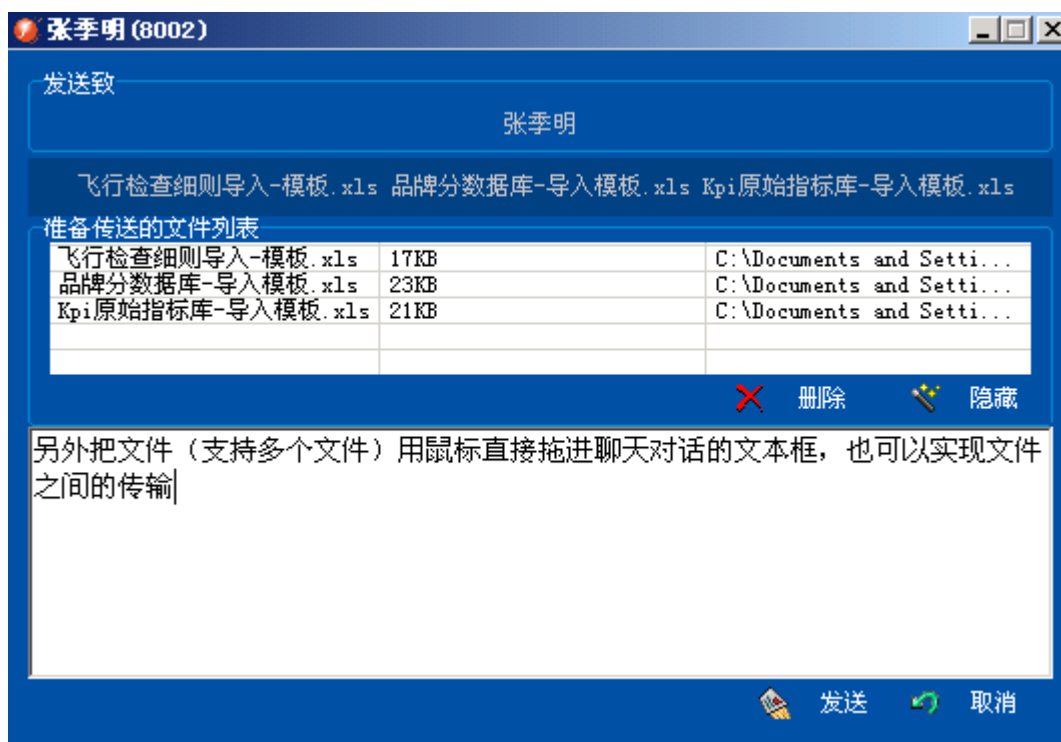 张季明(8002)
发送致
张季明
飞行检查细则导入-模板.xls 品牌分数据库-导入模板.xls Kpi原始指标库-导入模板.xls
准备传送的文件列表
飞行检查细则导入-模板.xls 17KB C:\Documents and Setti...
品牌分数据库-导入模板.xls 23KB C:\Documents and Setti...
Kpi原始指标库-导入模板.xls 21KB C:\Documents and Setti...
删除 隐藏
另外把文件（支持多个文件）用鼠标直接拖进聊天对话的文本框，也可以实现文件
之间的传输
发送 取消